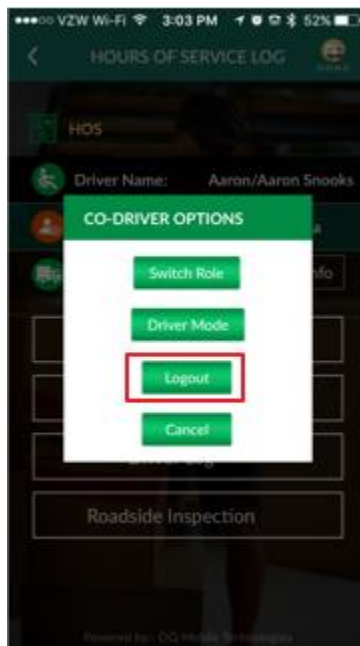 VZW Wi-Fi 3:03 PM 52%
HOURS OF SERVICE LOG
HOS
Driver Name: Aaron/Aaron Snooks
CO-DRIVER OPTIONS
Switch Role
Driver Mode
Logout
Cancel
Roadside Inspection